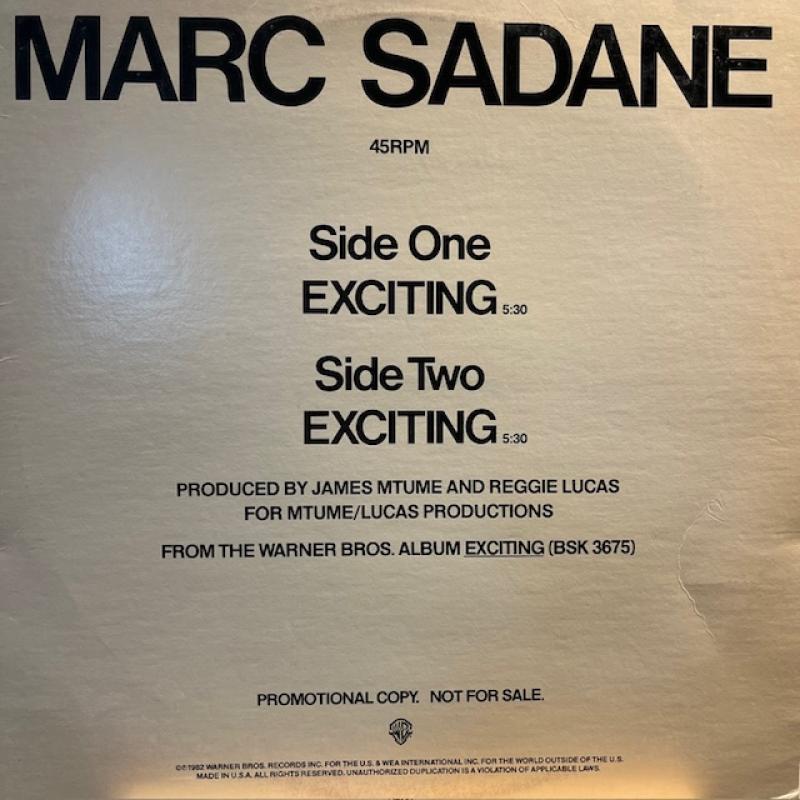 MARC SADANE
45RPM
Side One
EXCITING 5:30
Side Two
EXCITING 5:30
PRODUCED BY JAMES MTUME AND REGGIE LUCAS
FOR MTUME/LUCAS PRODUCTIONS
FROM THE WARNER BROS. ALBUM EXCITING (BSK 3675)
PROMOTIONAL COPY. NOT FOR SALE.
©℗1982 WARNER BROS. RECORDS INC. FOR THE U.S. & WEA INTERNATIONAL INC. FOR THE WORLD OUTSIDE OF THE U.S.
MADE IN U.S.A. ALL RIGHTS RESERVED. UNAUTHORIZED DUPLICATION IS A VIOLATION OF APPLICABLE LAWS.